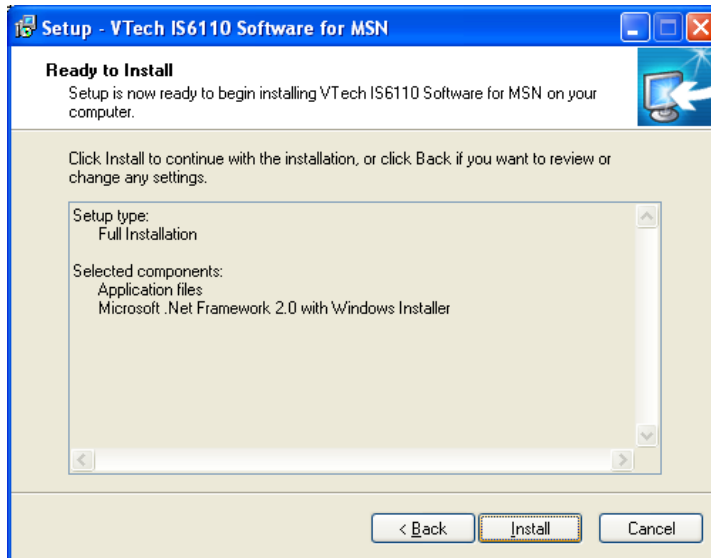 Setup - VTech IS6110 Software for MSN
Ready to Install
Setup is now ready to begin installing VTech IS6110 Software for MSN on your
computer.
Click Install to continue with the installation, or click Back if you want to review or
change any settings.
Setup type:
Full Installation
Selected components:
Application files
Microsoft .Net Framework 2.0 with Windows Installer
< Back
Install
Cancel